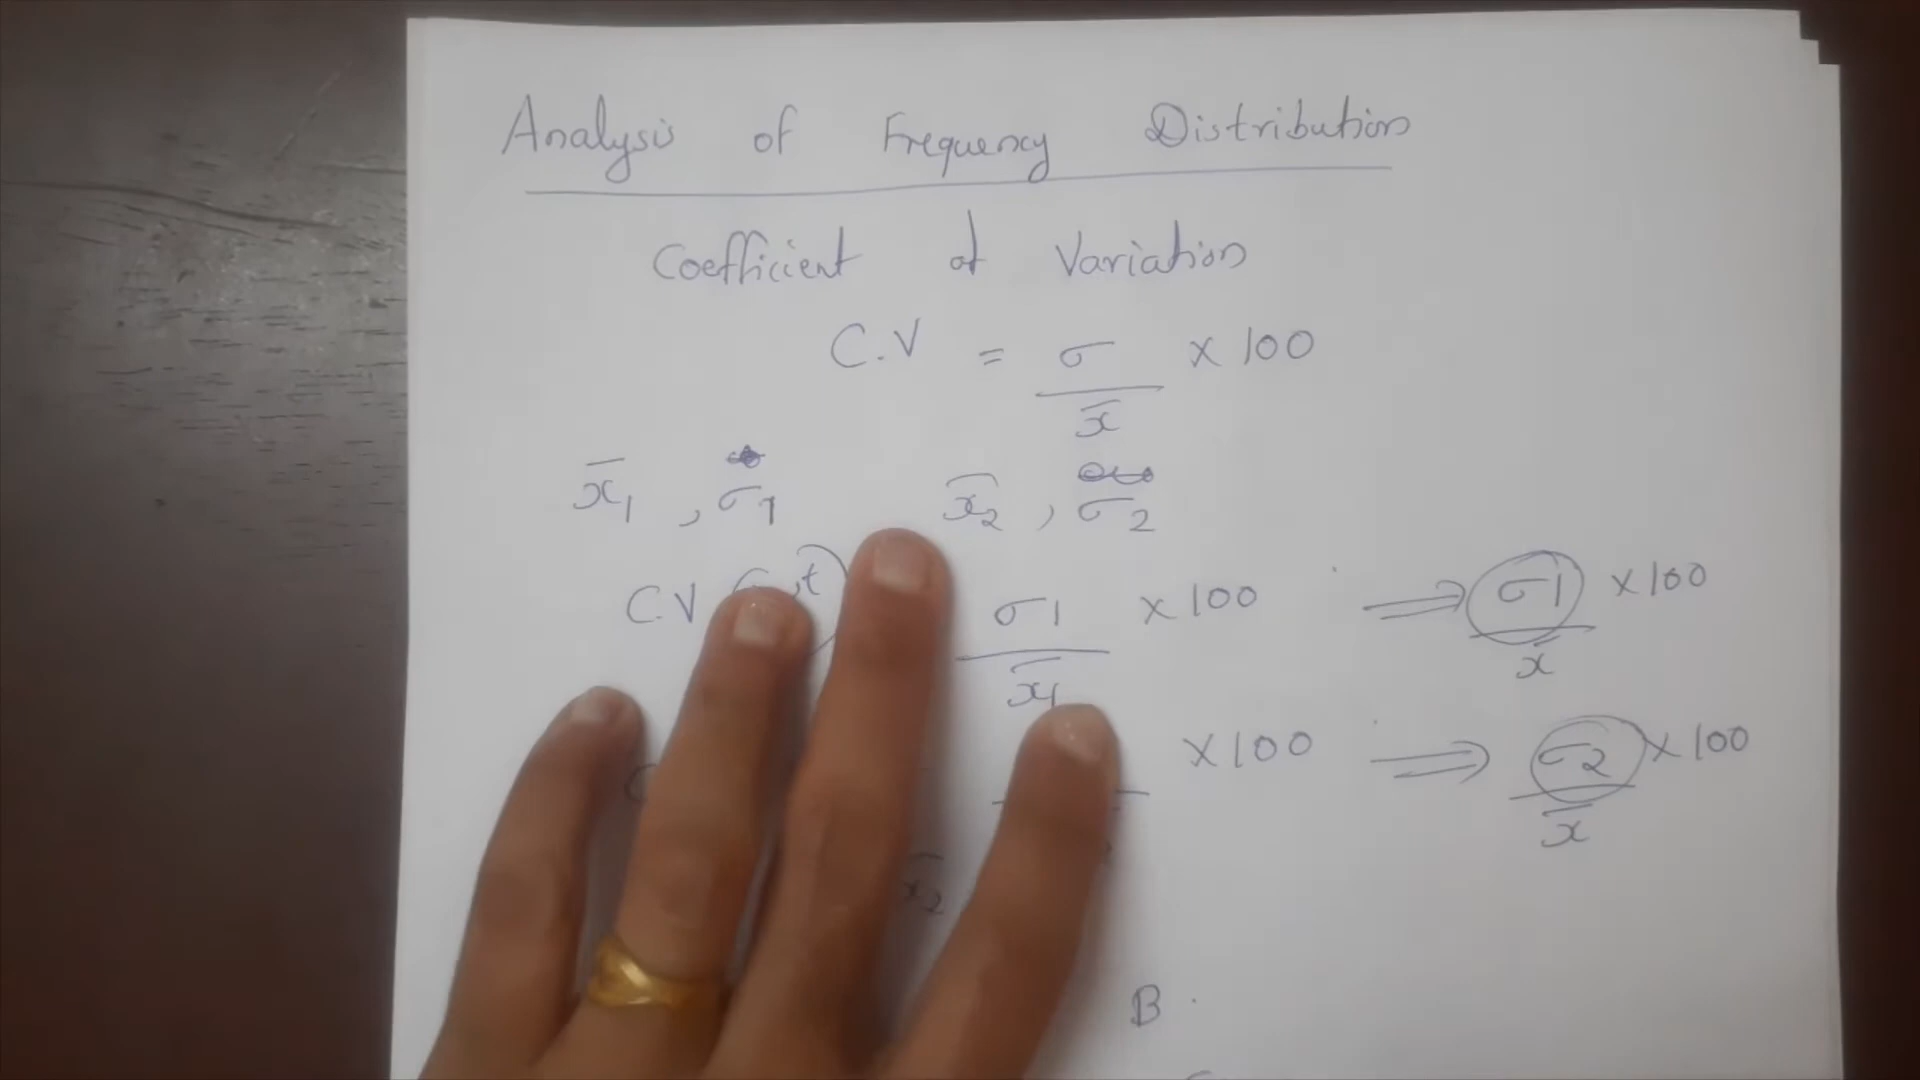 Analysis of Frequency Distribution
Coefficient of Variation
C.V = σ/x̄ × 100
x̄₁ , σ₁ x̄₂ , σ₂
C.V σ1/x̄1 × 100 ⟹ σ1/x̄ × 100
× 100 ⟹ σ2/x̄ × 100
x̄₂
B